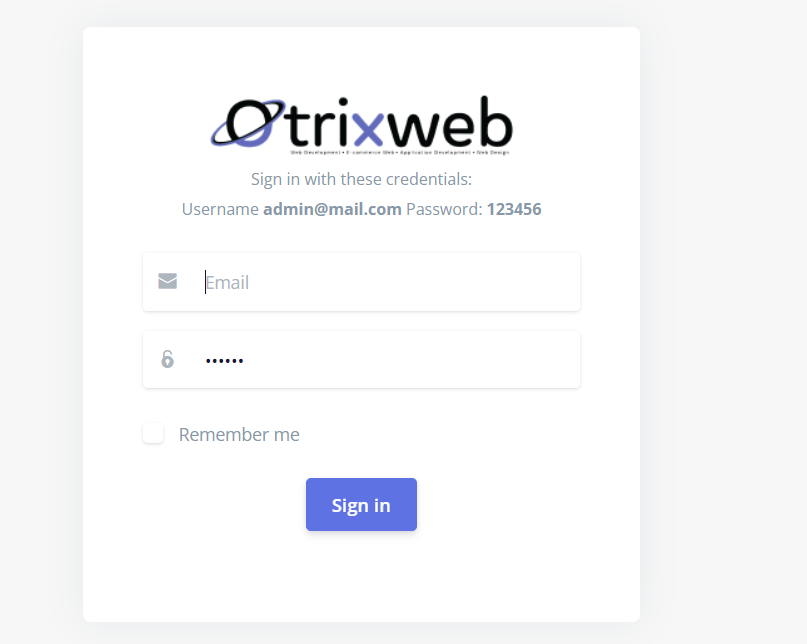 Otrixweb
Web Development • E-commerce Web • Application Development • Web Design
Sign in with these credentials:
Username admin@mail.com Password: 123456
Email
••••••
Remember me
Sign in